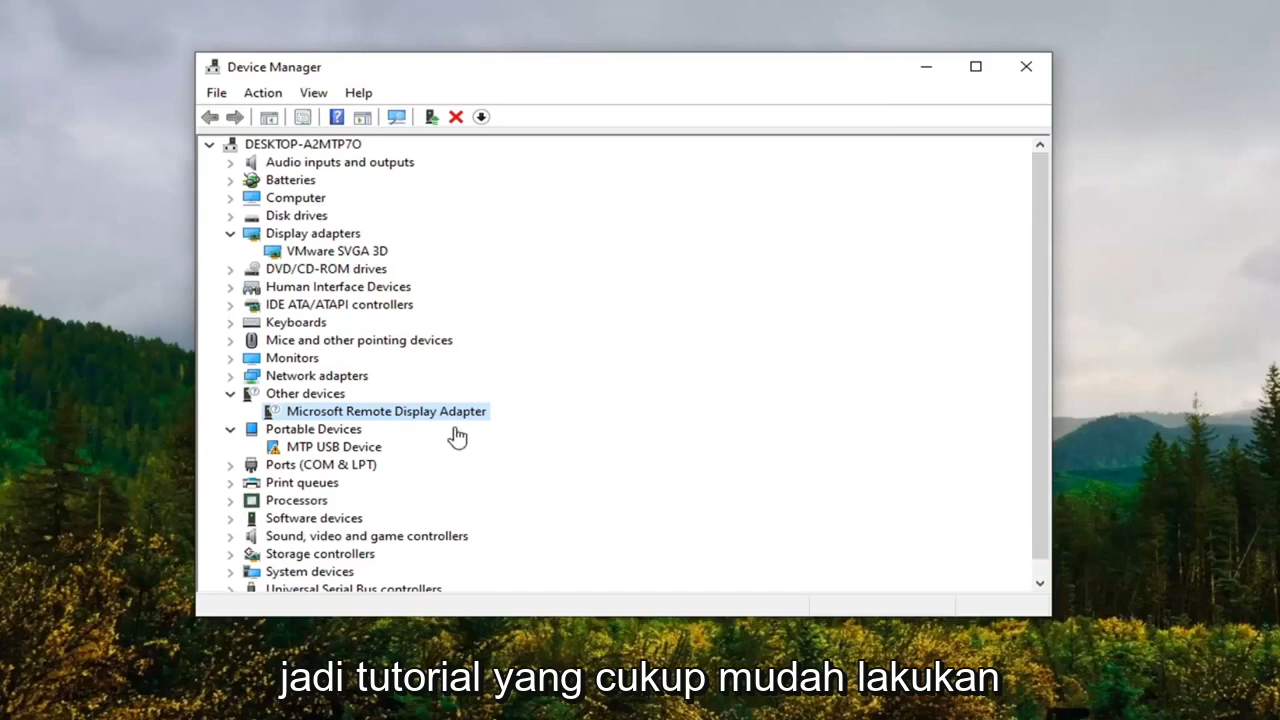 Device Manager
File Action View Help
DESKTOP-A2MTP7O
Audio inputs and outputs
Batteries
Computer
Disk drives
Display adapters
VMware SVGA 3D
DVD/CD-ROM drives
Human Interface Devices
IDE ATA/ATAPI controllers
Keyboards
Mice and other pointing devices
Monitors
Network adapters
Other devices
Microsoft Remote Display Adapter
Portable Devices
MTP USB Device
Ports (COM & LPT)
Print queues
Processors
Software devices
Sound, video and game controllers
Storage controllers
System devices
Universal Serial Bus controllers
jadi tutorial yang cukup mudah lakukan